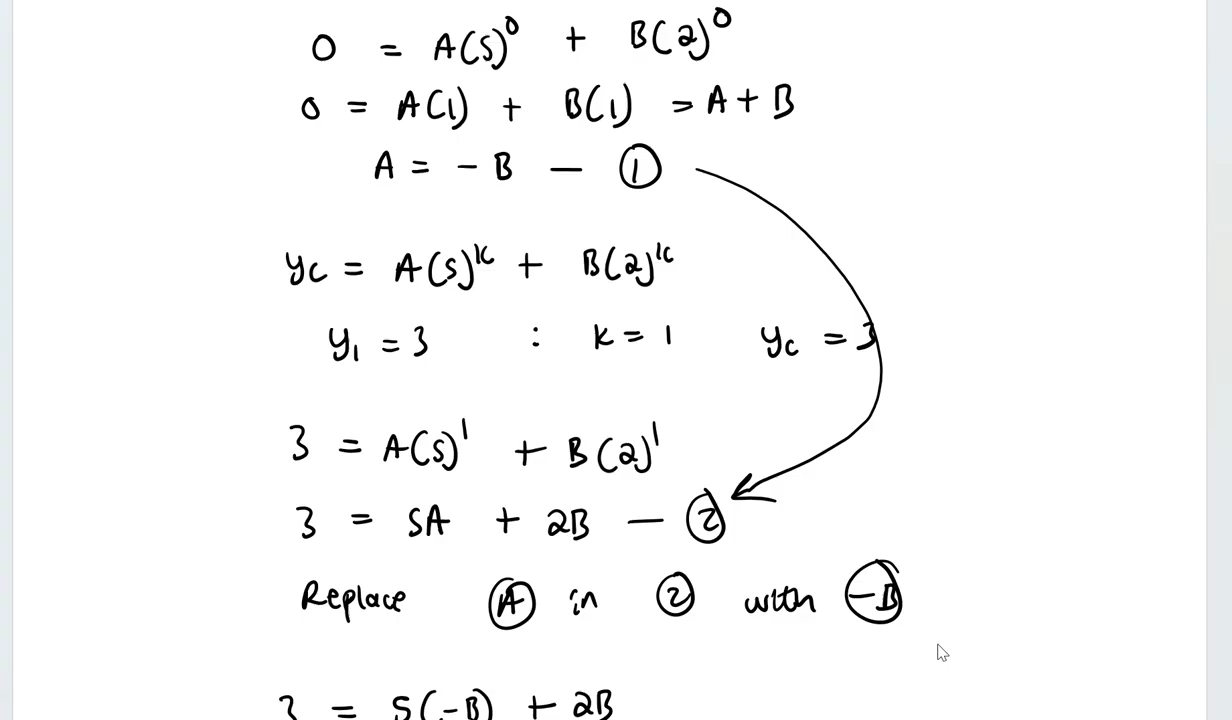 0 = A(5)^0 + B(2)^0
0 = A(1) + B(1) = A + B
A = - B — ①
yc = A(5)^k + B(2)^k
y₁ = 3 : k = 1 yc = 3
3 = A(5)^1 + B(2)^1
3 = 5A + 2B — ②
Replace Ⓐ in ② with (-B)
3 = 5(-B) + 2B